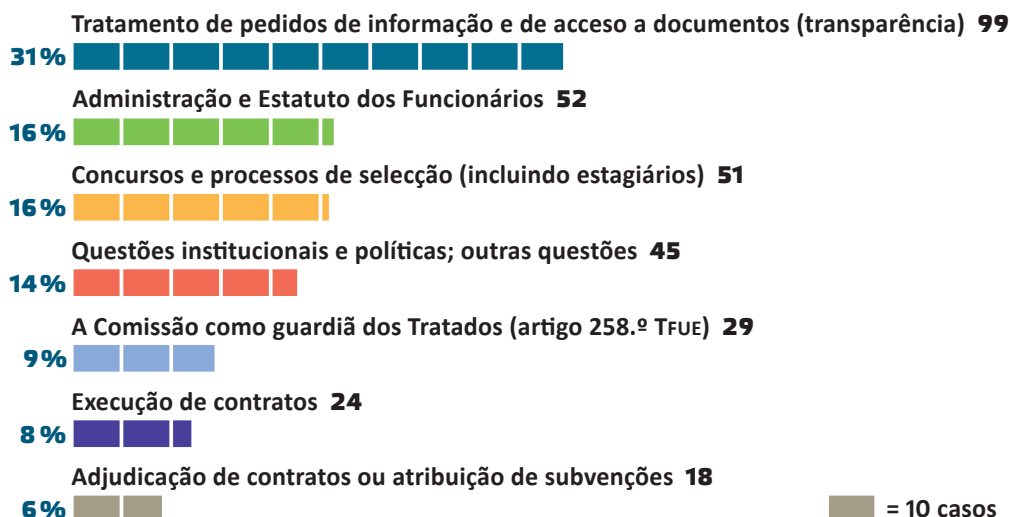 Tratamento de pedidos de informação e de acceso a documentos (transparência) 99
31%
Administração e Estatuto dos Funcionários 52
16%
Concursos e processos de selecção (incluindo estagiários) 51
16%
Questões institucionais e políticas; outras questões 45
14%
A Comissão como guardiã dos Tratados (artigo 258.º TFUE) 29
9%
Execução de contratos 24
8%
Adjudicação de contratos ou atribuição de subvenções 18
6% = 10 casos